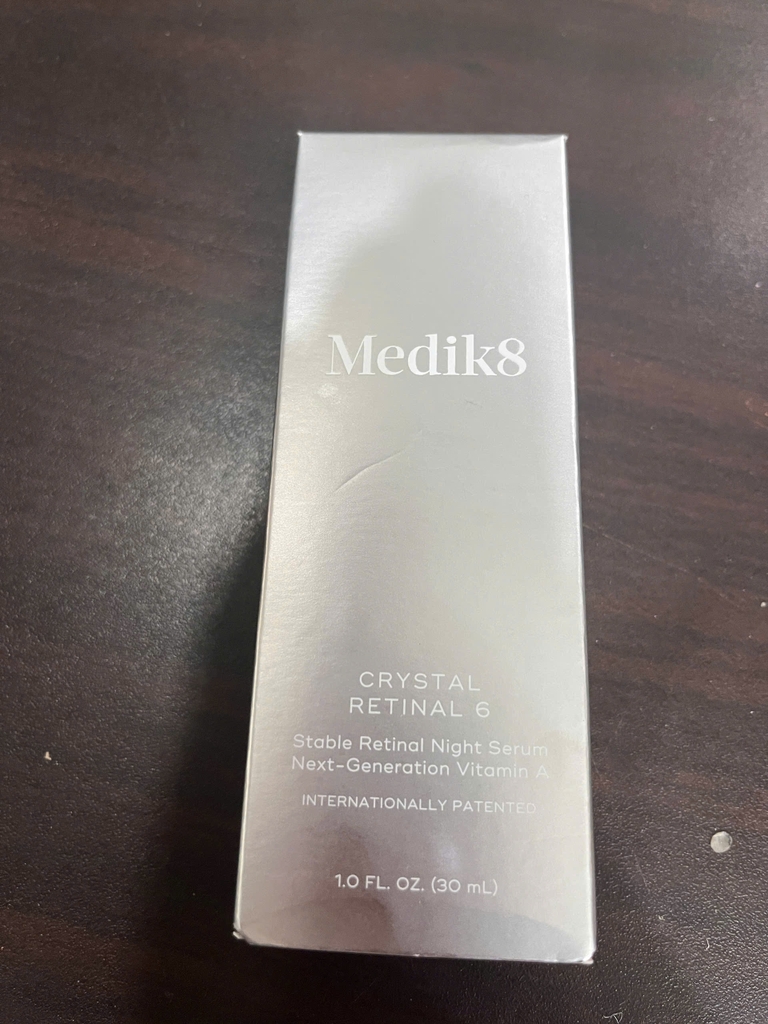 Medik8
CRYSTAL
RETINAL 6
Stable Retinal Night Serum
Next-Generation Vitamin A
INTERNATIONALLY PATENTED
1.0 FL. OZ. (30 mL)